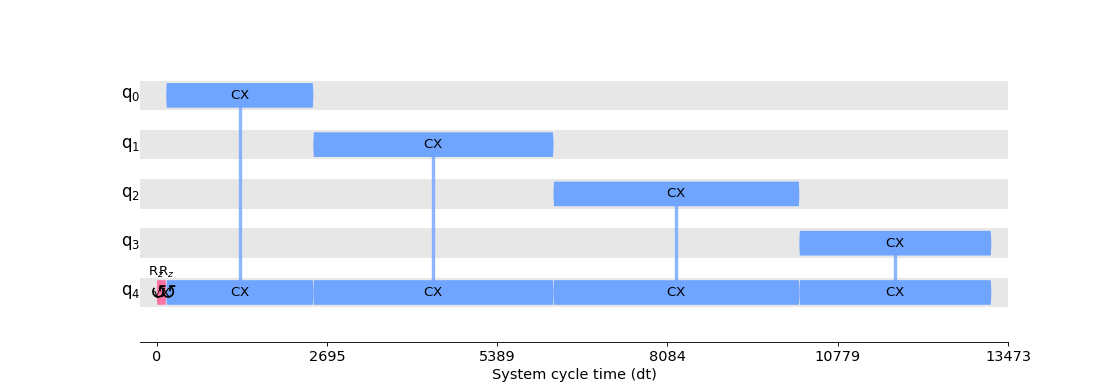 q0 CX
q1 CX
q2 CX
q3 CX
Rz Rz
q4 CX CX CX CX
0 2695 5389 8084 10779 13473
System cycle time (dt)